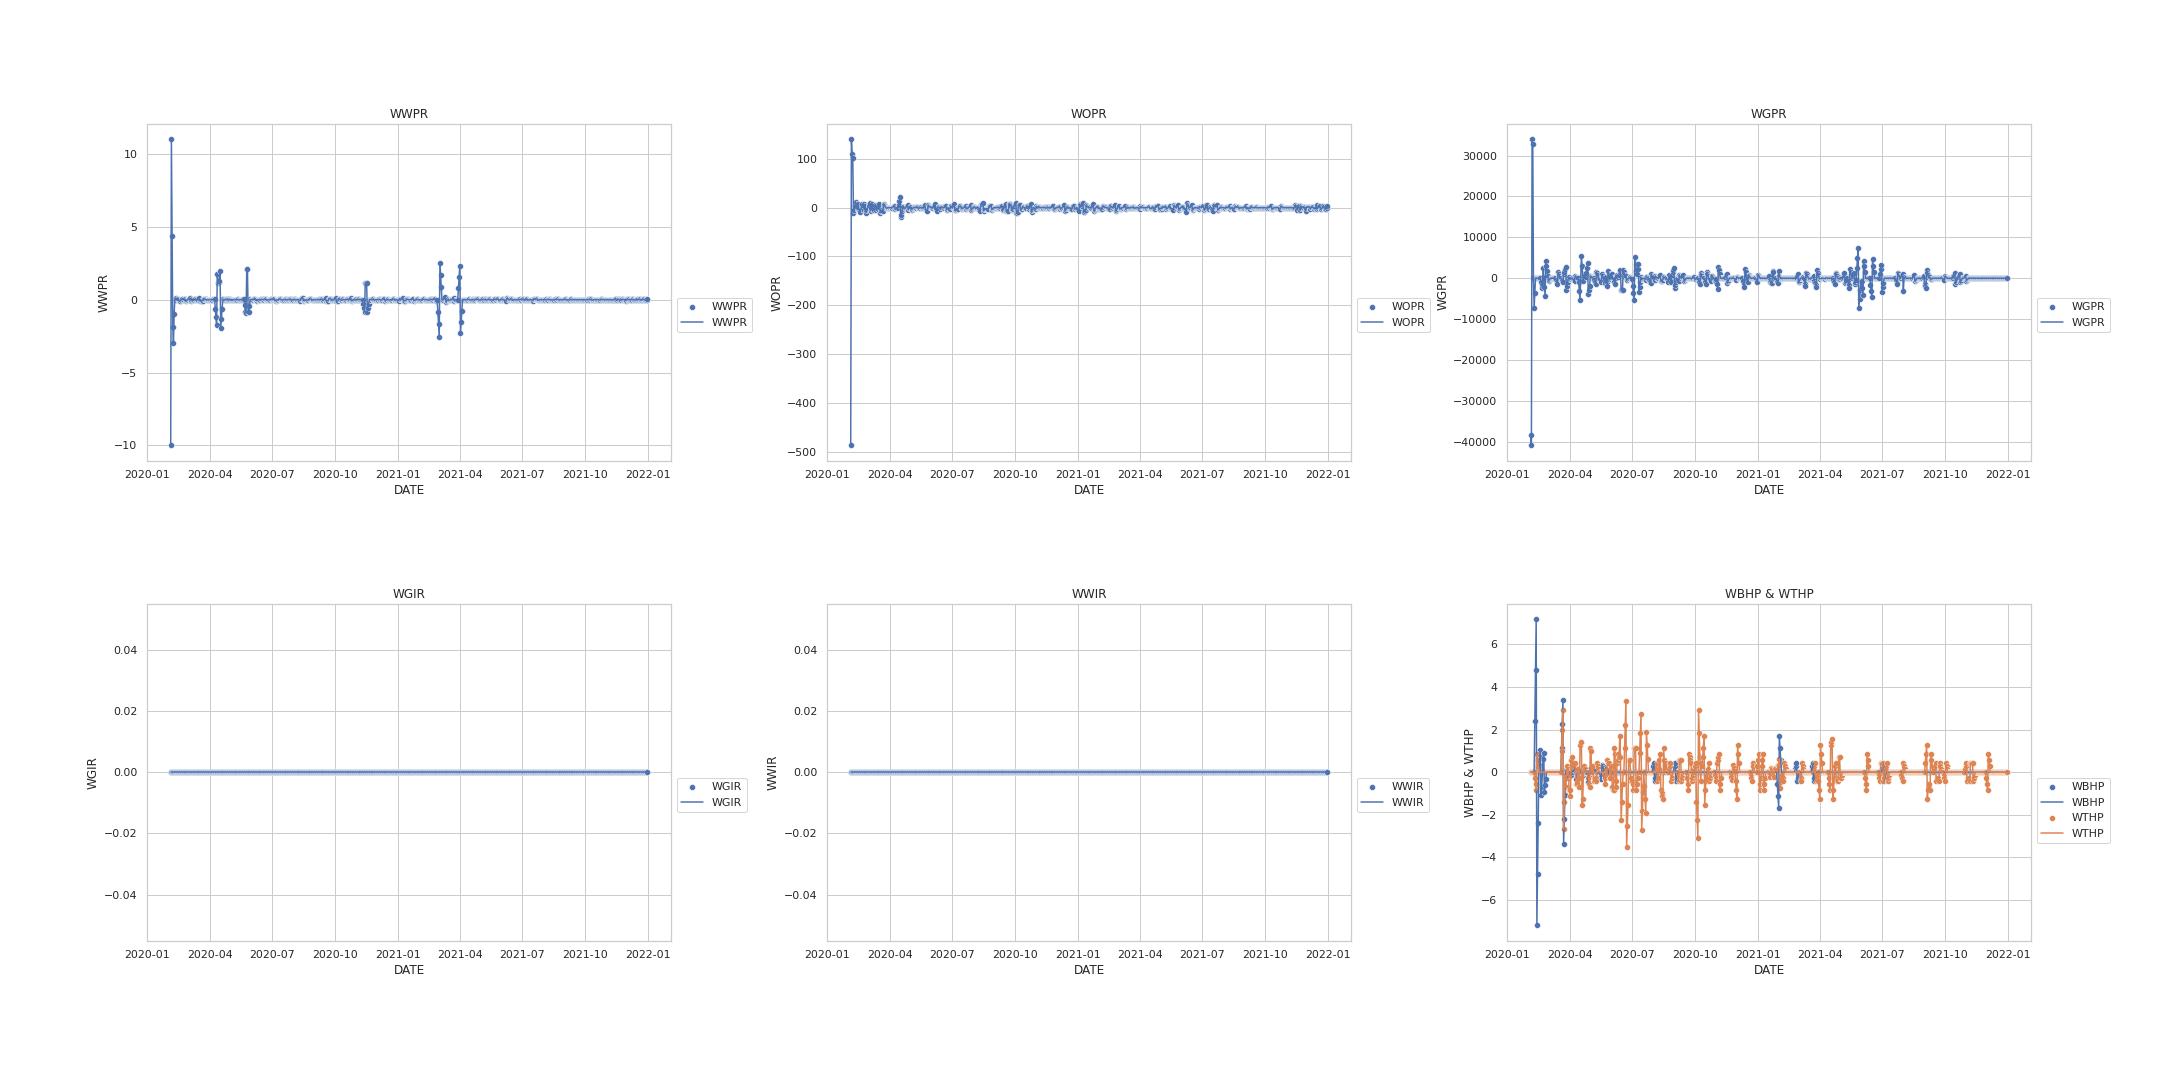 WWPR
10
5
0
−5
−10
WWPR
2020-01 2020-04 2020-07 2020-10 2021-01 2021-04 2021-07 2021-10 2022-01
DATE
WWPR
WWPR
WOPR
100
0
−100
−200
−300
−400
−500
WOPR
2020-01 2020-04 2020-07 2020-10 2021-01 2021-04 2021-07 2021-10 2022-01
DATE
WOPR
WOPR
WGPR
30000
20000
10000
0
−10000
−20000
−30000
−40000
WGPR
2020-01 2020-04 2020-07 2020-10 2021-01 2021-04 2021-07 2021-10 2022-01
DATE
WGPR
WGPR
WGIR
0.04
0.02
0.00
−0.02
−0.04
WGIR
2020-01 2020-04 2020-07 2020-10 2021-01 2021-04 2021-07 2021-10 2022-01
DATE
WGIR
WGIR
WWIR
0.04
0.02
0.00
−0.02
−0.04
WWIR
2020-01 2020-04 2020-07 2020-10 2021-01 2021-04 2021-07 2021-10 2022-01
DATE
WWIR
WWIR
WBHP & WTHP
6
4
2
0
−2
−4
−6
WBHP & WTHP
2020-01 2020-04 2020-07 2020-10 2021-01 2021-04 2021-07 2021-10 2022-01
DATE
WBHP
WBHP
WTHP
WTHP